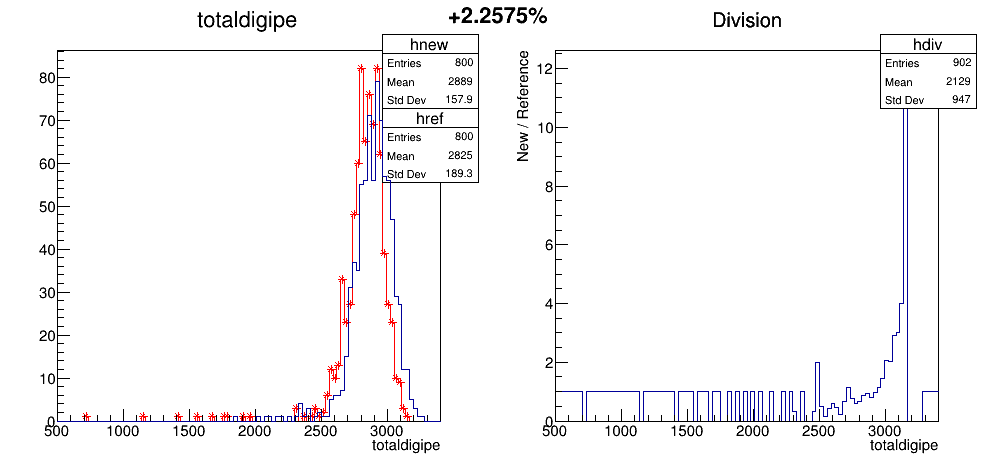 +2.2575%
totaldigipe
hnew
Entries 800
Mean 2889
Std Dev 157.9
href
Entries 800
Mean 2825
Std Dev 189.3
80
70
60
50
40
30
20
10
0
500 1000 1500 2000 2500 3000
totaldigipe
Division
hdiv
Entries 902
Mean 2129
Std Dev 947
New / Reference
12
10
8
6
4
2
0
500 1000 1500 2000 2500 3000
totaldigipe